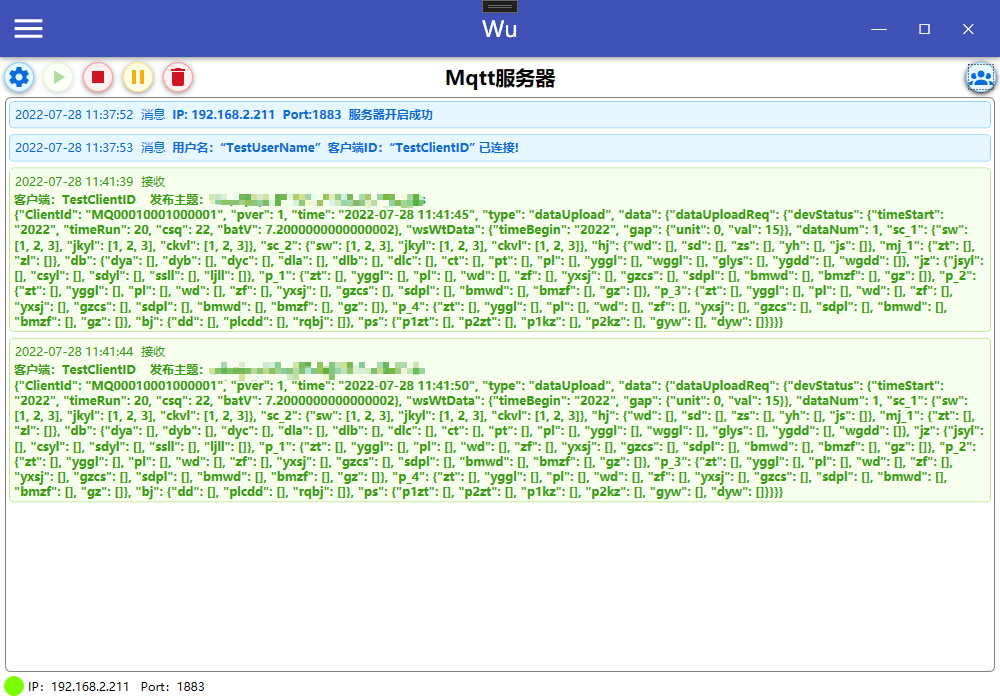 Wu
Mqtt服务器
2022-07-28 11:37:52 消息 IP: 192.168.2.211 Port:1883 服务器开启成功
2022-07-28 11:37:53 消息 用户名：“TestUserName” 客户端ID：“TestClientID” 已连接!
2022-07-28 11:41:39 接收
客户端：TestClientID 发布主题：
{"ClientId": "MQ00010001000001", "pver": 1, "time": "2022-07-28 11:41:45", "type": "dataUpload", "data": {"dataUploadReq": {"devStatus": {"timeStart":
"2022", "timeRun": 20, "csq": 22, "batV": 7.2000000000000002}, "wsWtData": {"timeBegin": "2022", "gap": {"unit": 0, "val": 15}}, "dataNum": 1, "sc_1": {"sw":
[1, 2, 3], "jkyl": [1, 2, 3], "ckvl": [1, 2, 3]}, "sc_2": {"sw": [1, 2, 3], "jkyl": [1, 2, 3], "ckvl": [1, 2, 3]}, "hj": {"wd": [], "sd": [], "zs": [], "yh": [], "js": []}, "mj_1": {"zt": [],
"zl": []}, "db": {"dya": [], "dyb": [], "dyc": [], "dla": [], "dlb": [], "dlc": [], "ct": [], "pt": [], "pl": [], "yggl": [], "wggl": [], "glys": [], "ygdd": [], "wgdd": []}, "jz": {"jsyl":
[], "csyl": [], "sdyl": [], "ssll": [], "ljll": []}, "p_1": {"zt": [], "yggl": [], "pl": [], "wd": [], "zf": [], "yxsj": [], "gzcs": [], "sdpl": [], "bmwd": [], "bmzf": [], "gz": []}, "p_2":
{"zt": [], "yggl": [], "pl": [], "wd": [], "zf": [], "yxsj": [], "gzcs": [], "sdpl": [], "bmwd": [], "bmzf": [], "gz": []}, "p_3": {"zt": [], "yggl": [], "pl": [], "wd": [], "zf": [],
"yxsj": [], "gzcs": [], "sdpl": [], "bmwd": [], "bmzf": [], "gz": []}, "p_4": {"zt": [], "yggl": [], "pl": [], "wd": [], "zf": [], "yxsj": [], "gzcs": [], "sdpl": [], "bmwd": [],
"bmzf": [], "gz": []}, "bj": {"dd": [], "plcdd": [], "rqbj": []}, "ps": {"p1zt": [], "p2zt": [], "p1kz": [], "p2kz": [], "gyw": [], "dyw": []}}}}
2022-07-28 11:41:44 接收
客户端：TestClientID 发布主题：
{"ClientId": "MQ00010001000001", "pver": 1, "time": "2022-07-28 11:41:50", "type": "dataUpload", "data": {"dataUploadReq": {"devStatus": {"timeStart":
"2022", "timeRun": 20, "csq": 22, "batV": 7.2000000000000002}, "wsWtData": {"timeBegin": "2022", "gap": {"unit": 0, "val": 15}}, "dataNum": 1, "sc_1": {"sw":
[1, 2, 3], "jkyl": [1, 2, 3], "ckvl": [1, 2, 3]}, "sc_2": {"sw": [1, 2, 3], "jkyl": [1, 2, 3], "ckvl": [1, 2, 3]}, "hj": {"wd": [], "sd": [], "zs": [], "yh": [], "js": []}, "mj_1": {"zt": [],
"zl": []}, "db": {"dya": [], "dyb": [], "dyc": [], "dla": [], "dlb": [], "dlc": [], "ct": [], "pt": [], "pl": [], "yggl": [], "wggl": [], "glys": [], "ygdd": [], "wgdd": []}, "jz": {"jsyl":
[], "csyl": [], "sdyl": [], "ssll": [], "ljll": []}, "p_1": {"zt": [], "yggl": [], "pl": [], "wd": [], "zf": [], "yxsj": [], "gzcs": [], "sdpl": [], "bmwd": [], "bmzf": [], "gz": []}, "p_2":
{"zt": [], "yggl": [], "pl": [], "wd": [], "zf": [], "yxsj": [], "gzcs": [], "sdpl": [], "bmwd": [], "bmzf": [], "gz": []}, "p_3": {"zt": [], "yggl": [], "pl": [], "wd": [], "zf": [],
"yxsj": [], "gzcs": [], "sdpl": [], "bmwd": [], "bmzf": [], "gz": []}, "p_4": {"zt": [], "yggl": [], "pl": [], "wd": [], "zf": [], "yxsj": [], "gzcs": [], "sdpl": [], "bmwd": [],
"bmzf": [], "gz": []}, "bj": {"dd": [], "plcdd": [], "rqbj": []}, "ps": {"p1zt": [], "p2zt": [], "p1kz": [], "p2kz": [], "gyw": [], "dyw": []}}}}
IP: 192.168.2.211 Port: 1883